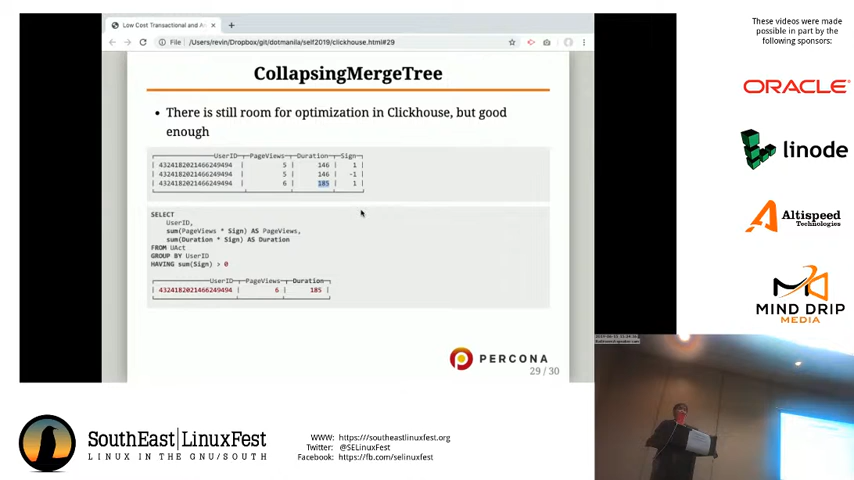 Low Cost Transactional and A
File
/Users/revin/Dropbox/git/dotmanila/self2019/clickhouse.html#29
CollapsingMergeTree
• There is still room for optimization in Clickhouse, but good
enough
UserID PageViews Duration Sign
4324182021466249494 5 146 1
4324182021466249494 5 146 -1
4324182021466249494 6 185 1
SELECT
UserID,
sum(PageViews * Sign) AS PageViews,
sum(Duration * Sign) AS Duration
FROM UAct
GROUP BY UserID
HAVING sum(Sign) > 0
UserID PageViews Duration
4324182021466249494 6 185
PERCONA
29 / 30
These videos were made
possible in part by the
following sponsors:
ORACLE
linode
Altispeed
Technologies
MIND DRIP
MEDIA
SouthEast|LinuxFest
LINUX IN THE GNU/SOUTH
WWW: https:///southeastlinuxfest.org
Twitter: @SELinuxFest
Facebook: https://fb.com/selinuxfest